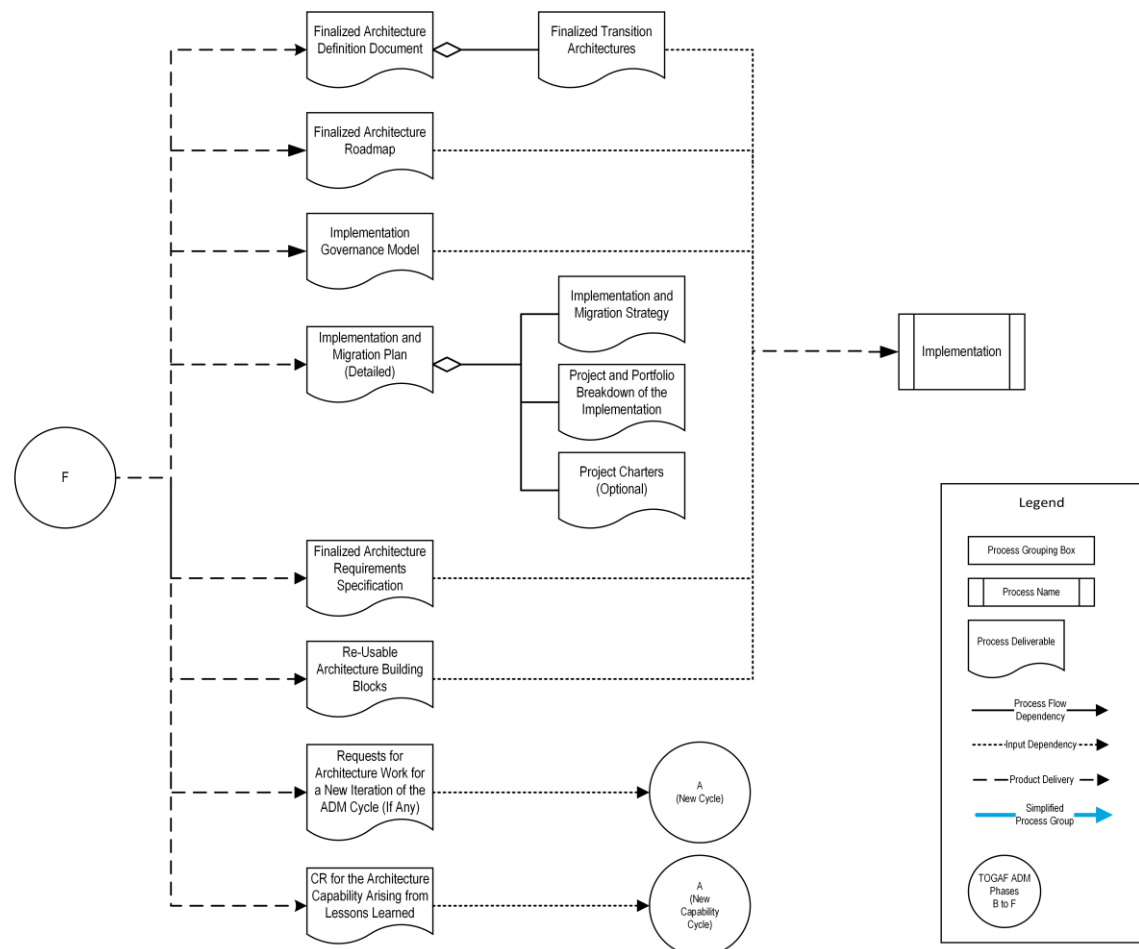 Finalized Architecture
Definition Document
Finalized Transition
Architectures
Finalized Architecture
Roadmap
Implementation
Governance Model
Implementation and
Migration Plan
(Detailed)
Implementation and
Migration Strategy
Project and Portfolio
Breakdown of the
Implementation
Project Charters
(Optional)
Implementation
F
Finalized Architecture
Requirements
Specification
Re-Usable
Architecture Building
Blocks
Requests for
Architecture Work for
a New Iteration of the
ADM Cycle (If Any)
A
(New Cycle)
CR for the Architecture
Capability Arising from
Lessons Learned
A
(New
Capability
Cycle)
Legend
Process Grouping Box
Process Name
Process Deliverable
Process Flow
Dependency
Input Dependency
Product Delivery
Simplified
Process Group
TOGAF ADM
Phases
B to F